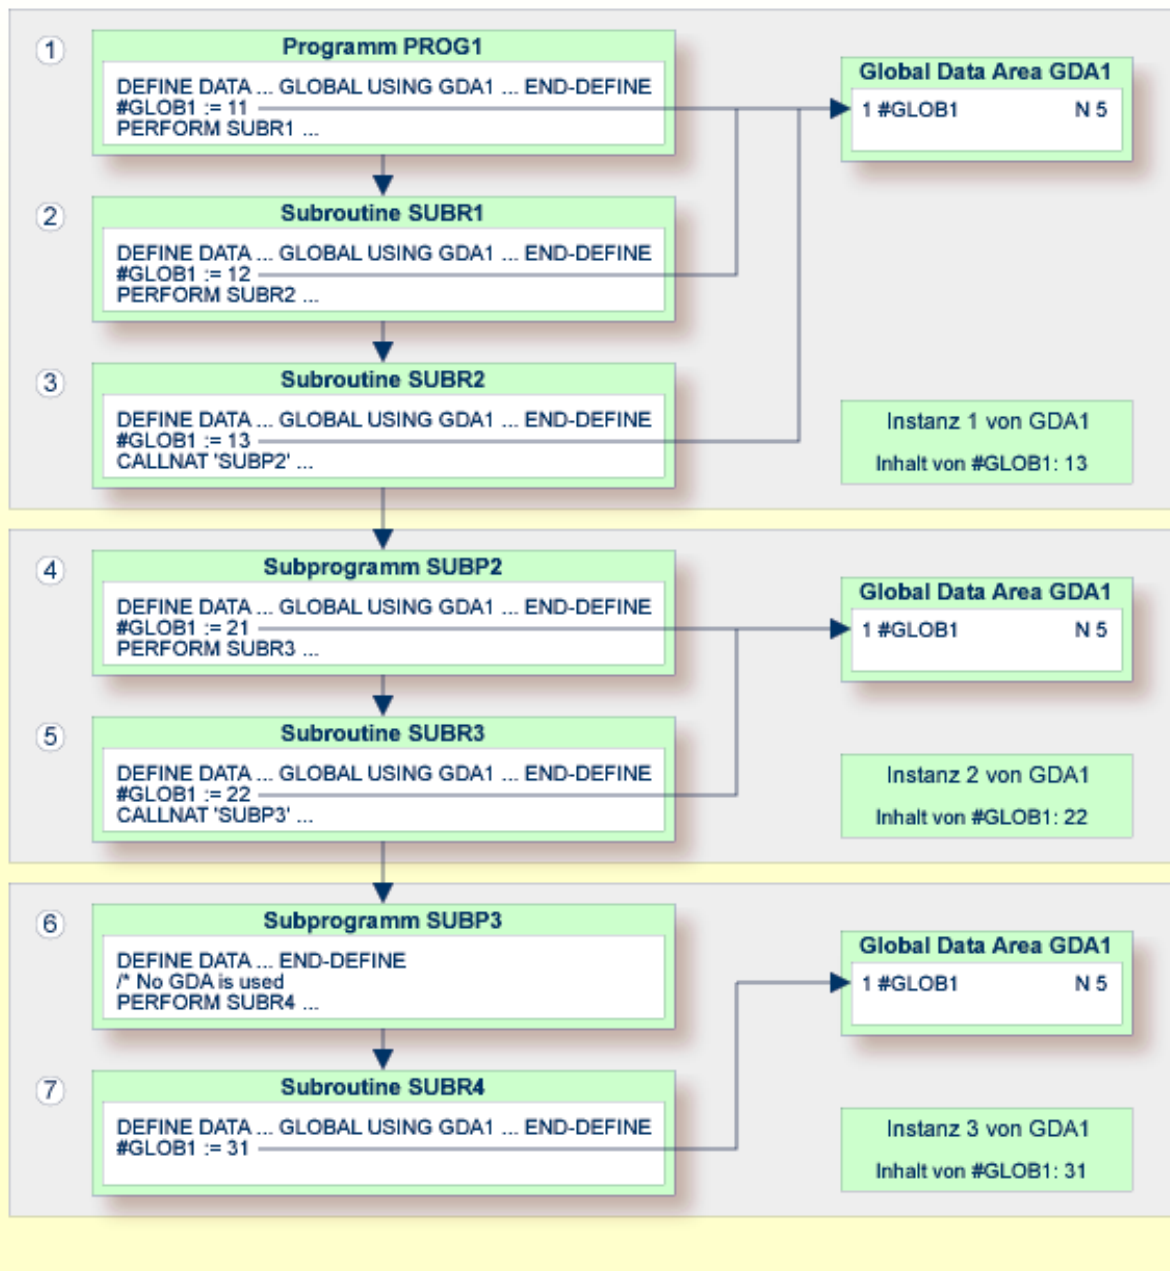 1
Programm PROG1
DEFINE DATA ... GLOBAL USING GDA1 ... END-DEFINE
#GLOB1 := 11
PERFORM SUBR1 ...
Global Data Area GDA1
1 #GLOB1 N 5
2
Subroutine SUBR1
DEFINE DATA ... GLOBAL USING GDA1 ... END-DEFINE
#GLOB1 := 12
PERFORM SUBR2 ...
3
Subroutine SUBR2
DEFINE DATA ... GLOBAL USING GDA1 ... END-DEFINE
#GLOB1 := 13
CALLNAT 'SUBP2' ...
Instanz 1 von GDA1
Inhalt von #GLOB1: 13
4
Subprogramm SUBP2
DEFINE DATA ... GLOBAL USING GDA1 ... END-DEFINE
#GLOB1 := 21
PERFORM SUBR3 ...
Global Data Area GDA1
1 #GLOB1 N 5
5
Subroutine SUBR3
DEFINE DATA ... GLOBAL USING GDA1 ... END-DEFINE
#GLOB1 := 22
CALLNAT 'SUBP3' ...
Instanz 2 von GDA1
Inhalt von #GLOB1: 22
6
Subprogramm SUBP3
DEFINE DATA ... END-DEFINE
/* No GDA is used
PERFORM SUBR4 ...
Global Data Area GDA1
1 #GLOB1 N 5
7
Subroutine SUBR4
DEFINE DATA ... GLOBAL USING GDA1 ... END-DEFINE
#GLOB1 := 31
Instanz 3 von GDA1
Inhalt von #GLOB1: 31